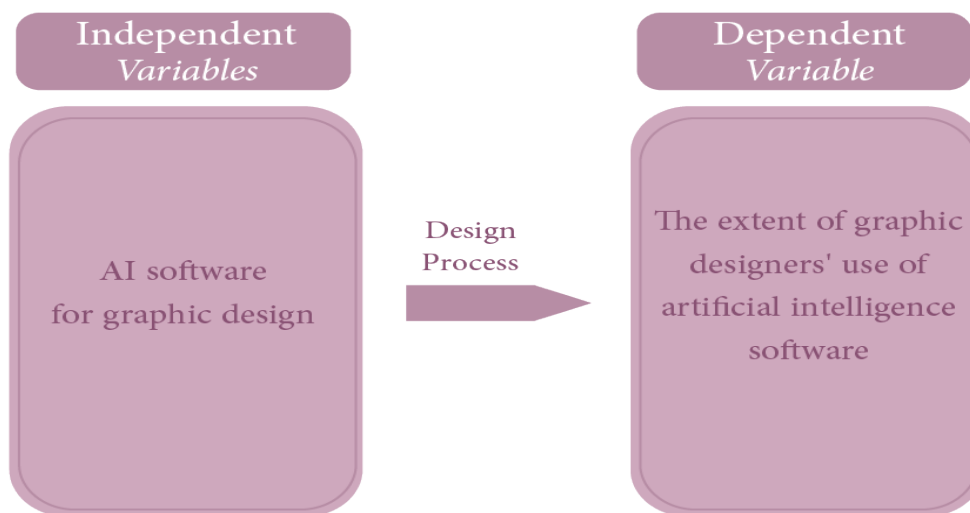 Independent
Variables
Dependent
Variable
AI software
for graphic design
Design
Process
The extent of graphic
designers' use of
artificial intelligence
software